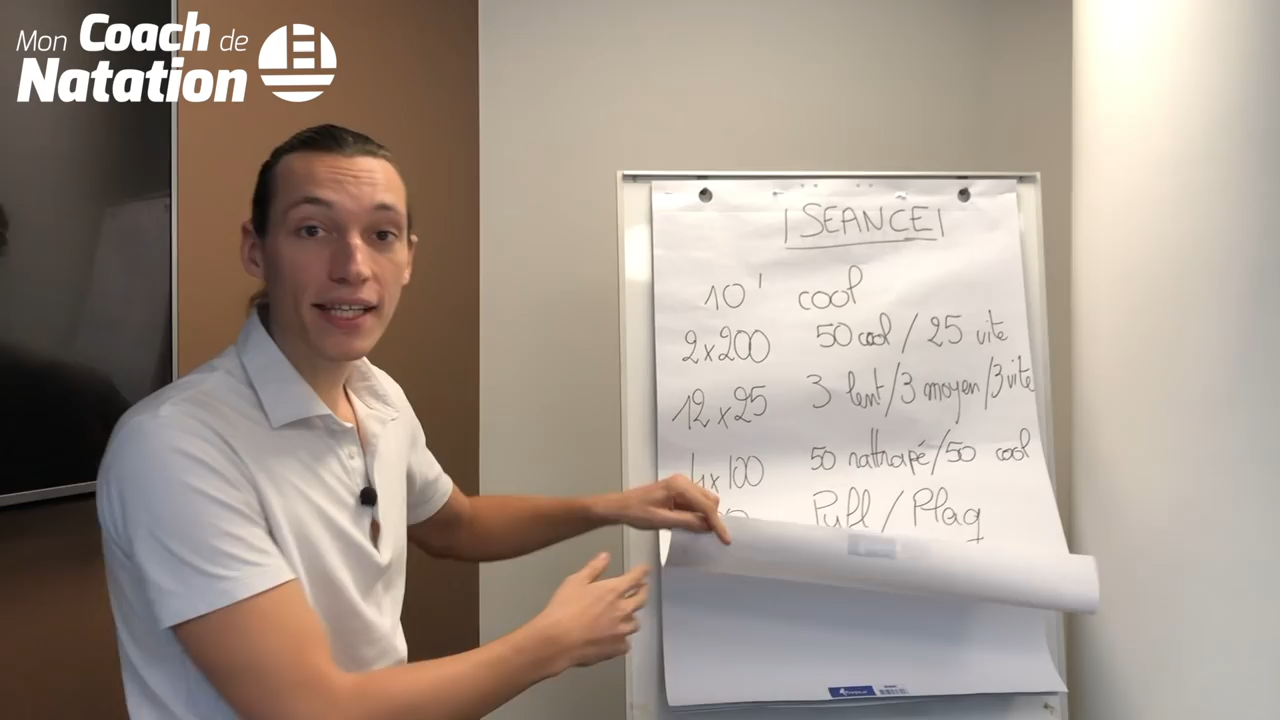 Mon Coach de
Natation
SEANCE
10' cool
2x200 50 cool / 25 vite
12x25 3 lent/3 moyen/3 vite
4x100 50 rattrapé/50 cool
Pull / Plaq